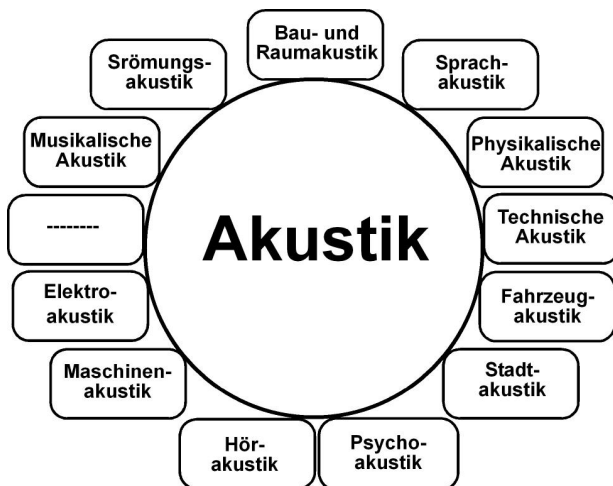 Bau- und
Raumakustik
Sprach-
akustik
Physikalische
Akustik
Technische
Akustik
Fahrzeug-
akustik
Stadt-
akustik
Psycho-
akustik
Hör-
akustik
Maschinen-
akustik
Elektro-
akustik
--------
Musikalische
Akustik
Srömungs-
akustik
Akustik